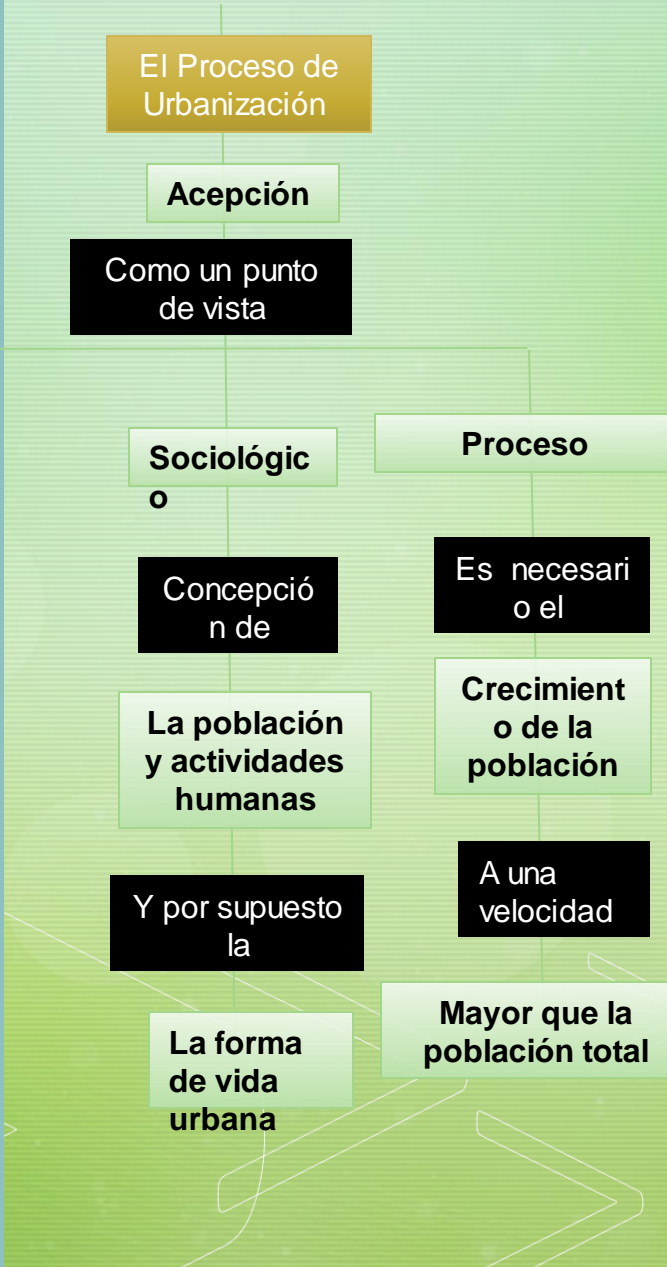 El Proceso de
Urbanización
Acepción
Como un punto
de vista
Sociológic
o
Concepció
n de
La población
y actividades
humanas
Y por supuesto
la
La forma
de vida
urbana
Proceso
Es necesari
o el
Crecimient
o de la
población
A una
velocidad
Mayor que la
población total